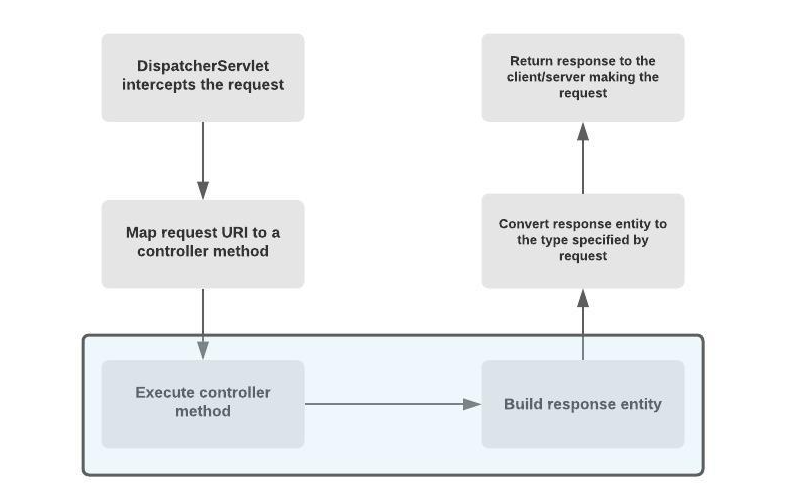 DispatcherServlet
intercepts the request
Map request URI to a
controller method
Execute controller
method
Build response entity
Convert response entity to
the type specified by
request
Return response to the
client/server making the
request